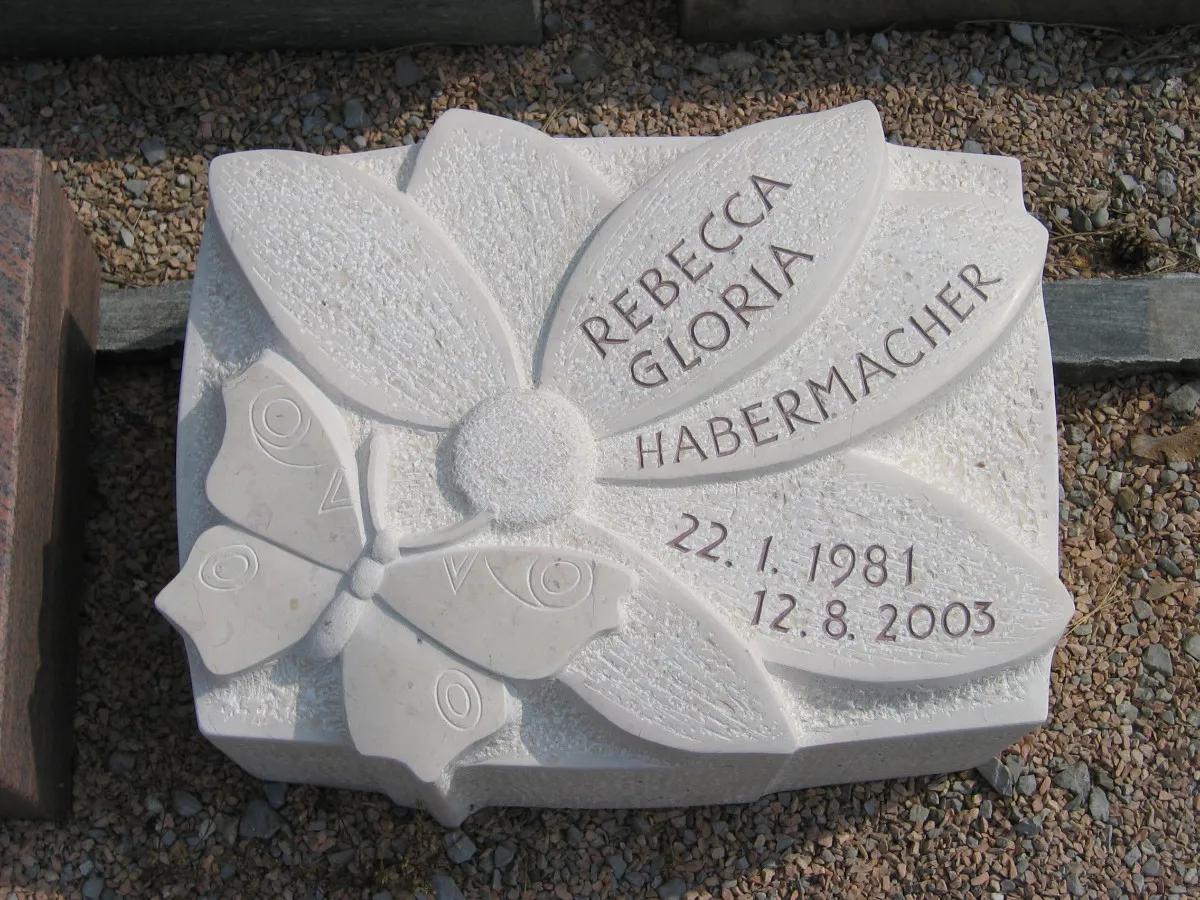 REBECCA
GLORIA
HABERMACHER
22. 1. 1981
12. 8. 2003